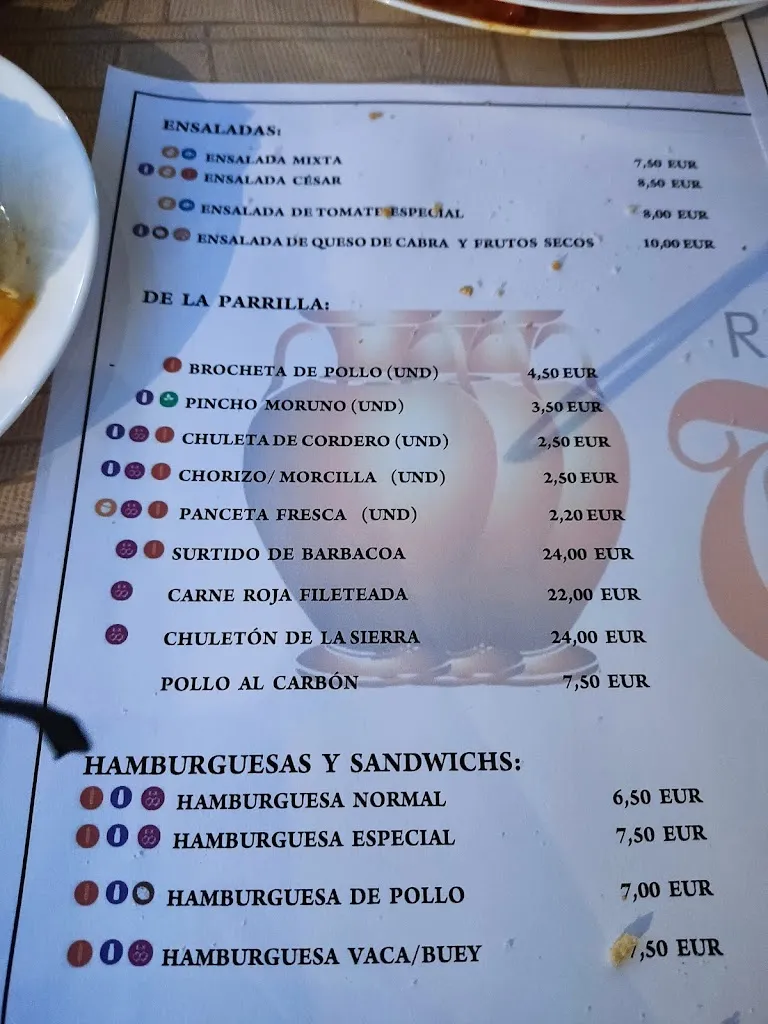 ENSALADAS:
ENSALADA MIXTA 7,50 EUR
ENSALADA CÉSAR 8,50 EUR
ENSALADA DE TOMATE ESPECIAL 8,00 EUR
ENSALADA DE QUESO DE CABRA Y FRUTOS SECOS 10,00 EUR
DE LA PARRILLA:
R
BROCHETA DE POLLO (UND) 4,50 EUR
PINCHO MORUNO (UND) 3,50 EUR
CHULETA DE CORDERO (UND) 2,50 EUR
CHORIZO/MORCILLA (UND) 2,50 EUR
PANCETA FRESCA (UND) 2,20 EUR
SURTIDO DE BARBACOA 24,00 EUR
CARNE ROJA FILETEADA 22,00 EUR
CHULETÓN DE LA SIERRA 24,00 EUR
POLLO AL CARBÓN 7,50 EUR
HAMBURGUESAS Y SANDWICHS:
HAMBURGUESA NORMAL 6,50 EUR
HAMBURGUESA ESPECIAL 7,50 EUR
HAMBURGUESA DE POLLO 7,00 EUR
HAMBURGUESA VACA/BUEY ,50 EUR